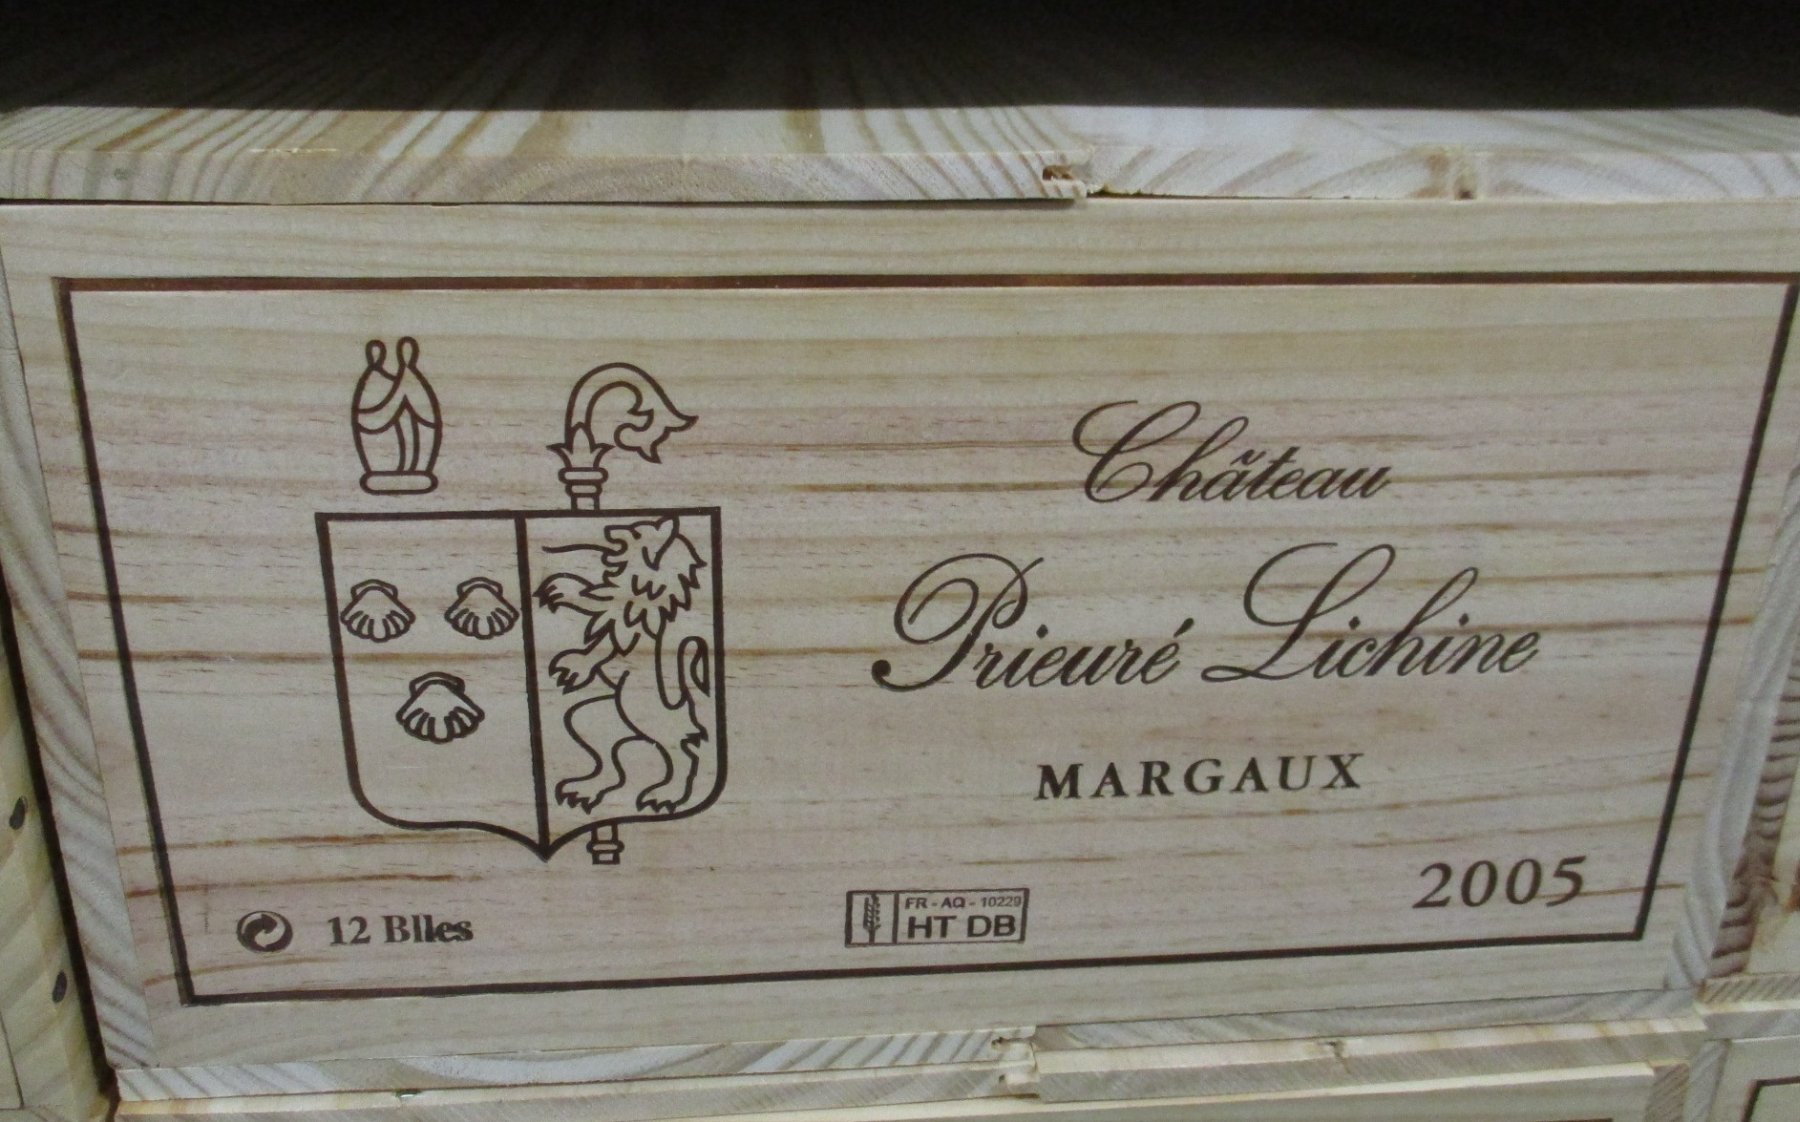 Château
Prieuré Lichine
MARGAUX
2005
12 Blles
FR - AQ - 10229
HT DB